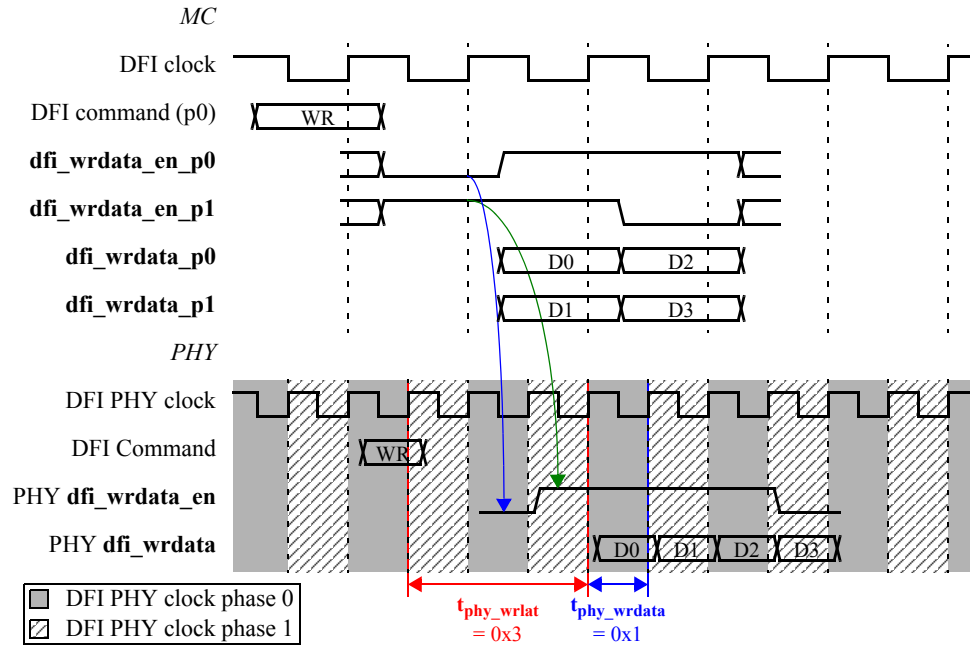 MC
DFI clock
DFI command (p0) WR
dfi_wrdata_en_p0
dfi_wrdata_en_p1
dfi_wrdata_p0 D0 D2
dfi_wrdata_p1 D1 D3
PHY
DFI PHY clock
DFI Command WR
PHY dfi_wrdata_en
PHY dfi_wrdata D0 D1 D2 D3
tphy_wrlat tphy_wrdata
= 0x3 = 0x1
DFI PHY clock phase 0
DFI PHY clock phase 1